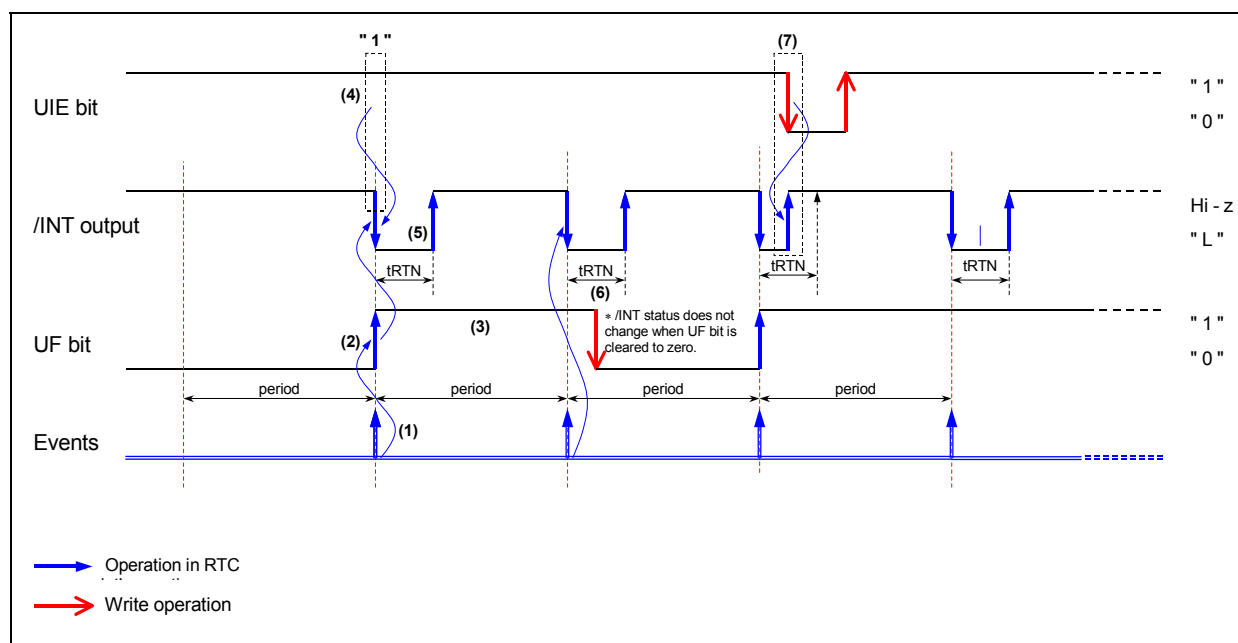 " 1 "
(7)
(4)
UIE bit
" 1 "
" 0 "
/INT output
(5)
Hi - z
" L "
tRTN
tRTN
tRTN
tRTN
(6)
* /INT status does not
change when UF bit is
cleared to zero.
(2)
(3)
UF bit
" 1 "
" 0 "
period
period
period
period
(1)
Events
Operation in RTC
Write operation